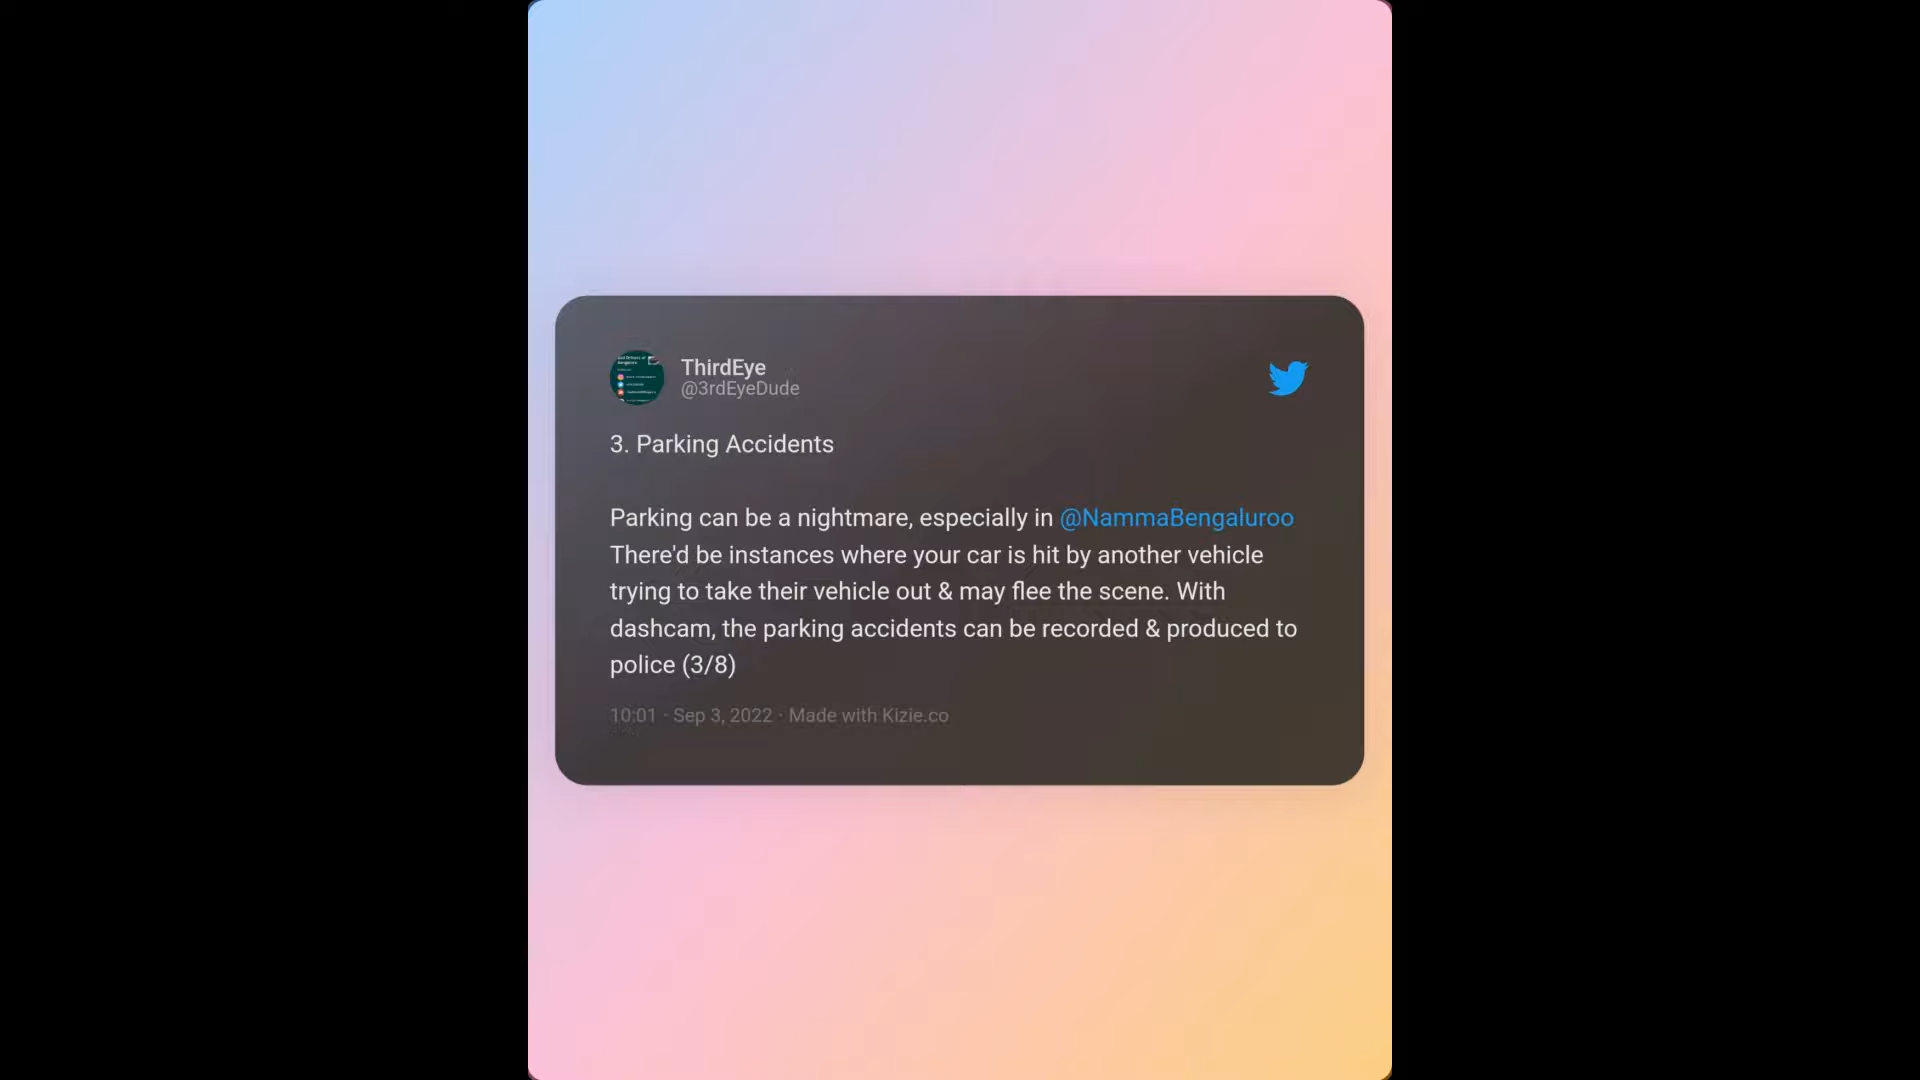 ThirdEye
@3rdEyeDude
3. Parking Accidents
Parking can be a nightmare, especially in @NammaBengaluroo
There'd be instances where your car is hit by another vehicle
trying to take their vehicle out & may flee the scene. With
dashcam, the parking accidents can be recorded & produced to
police (3/8)
10:01 · Sep 3, 2022 · Made with Kizie.co